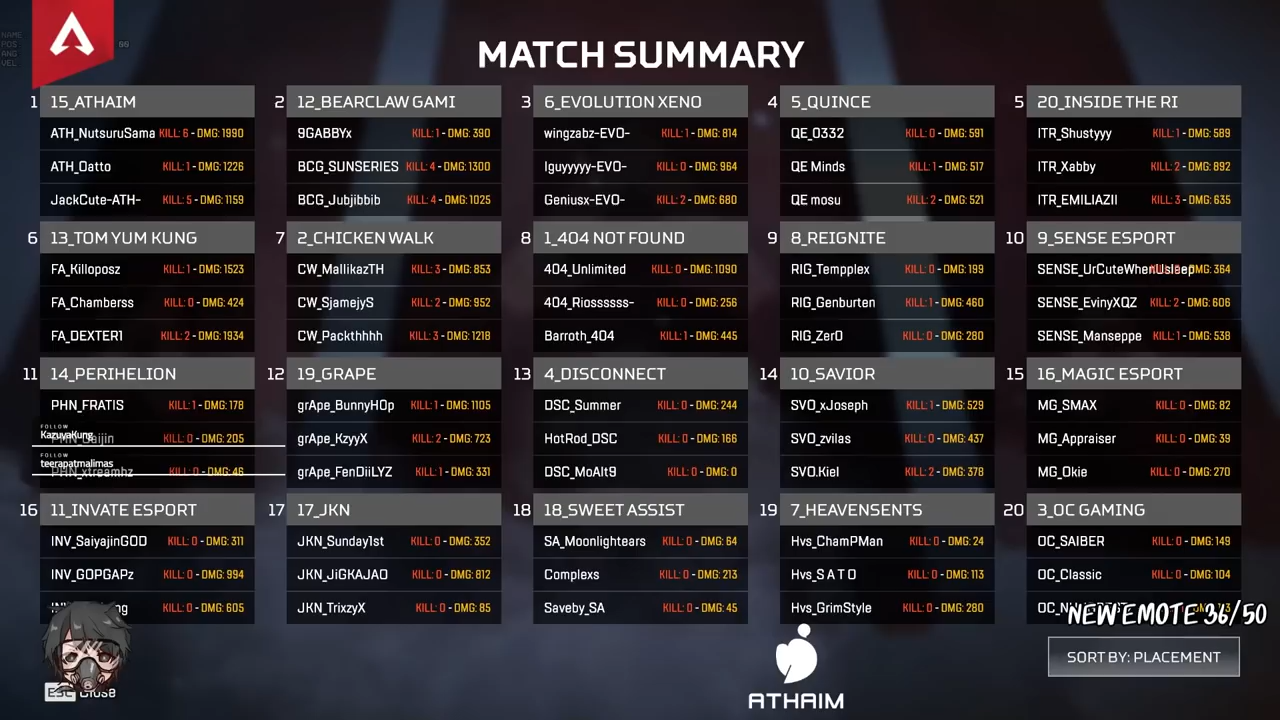 NAME
POS
ANG
VEL
MATCH SUMMARY
1 15_ATHAIM
ATH_NutsuruSama KILL: 6 - DMG: 1990
ATH_Oatto KILL: 1 - DMG: 1226
JackCute-ATH- KILL: 5 - DMG: 1159
2 12_BEARCLAW GAMI
9GABBYx KILL: 1 - DMG: 390
BCG_SUNSERIES KILL: 4 - DMG: 1300
BCG_Jubjibbib KILL: 4 - DMG: 1025
3 6_EVOLUTION XENO
wingzabz-EVO- KILL: 1 - DMG: 814
Iguyyyyy-EVO- KILL: 0 - DMG: 964
Geniusx-EVO- KILL: 2 - DMG: 680
4 5_QUINCE
QE_0332 KILL: 0 - DMG: 591
QE Minds KILL: 1 - DMG: 517
QE mosu KILL: 2 - DMG: 521
5 20_INSIDE THE RI
ITR_Shustyyy KILL: 1 - DMG: 589
ITR_Xabby KILL: 2 - DMG: 892
ITR_EMILIAZII KILL: 3 - DMG: 635
6 13_TOM YUM KUNG
FA_Killoposz KILL: 1 - DMG: 1523
FA_Chamberss KILL: 0 - DMG: 424
FA_DEXTER1 KILL: 2 - DMG: 1934
7 2_CHICKEN WALK
CW_MallikazTH KILL: 3 - DMG: 853
CW_SjamejyS KILL: 2 - DMG: 952
CW_Packthhhh KILL: 3 - DMG: 1218
8 1_404 NOT FOUND
404_Unlimited KILL: 0 - DMG: 1090
404_Riossssss- KILL: 0 - DMG: 256
Barroth_404 KILL: 1 - DMG: 445
9 8_REIGNITE
RIG_Tempplex KILL: 0 - DMG: 199
RIG_Genburten KILL: 1 - DMG: 460
RIG_Zer0 KILL: 0 - DMG: 280
10 9_SENSE ESPORT
DMG: 364
SENSE_EvinyXQZ KILL: 2 - DMG: 606
SENSE_Manseppe KILL: 1 - DMG: 538
11 14_PERIHELION
PHN_FRATIS KILL: 1 - DMG: 178
FOLLOW
KazuyaKung
KILL: 0 - DMG: 205
FOLLOW
teerapatmalimas
PHN_xtreamhz KILL: 0 - DMG: 46
12 19_GRAPE
grApe_BunnyHOp KILL: 1 - DMG: 1105
grApe_KzyyX KILL: 2 - DMG: 723
grApe_FenDiiLYZ KILL: 1 - DMG: 331
13 4_DISCONNECT
DSC_Summer KILL: 0 - DMG: 244
HotRod_DSC KILL: 0 - DMG: 166
DSC_MoAlt9 KILL: 0 - DMG: 0
14 10_SAVIOR
SVO_xJoseph KILL: 1 - DMG: 529
SVO_zvilas KILL: 0 - DMG: 437
SVO.Kiel KILL: 2 - DMG: 378
15 16_MAGIC ESPORT
MG_SMAX KILL: 0 - DMG: 82
MG_Appraiser KILL: 0 - DMG: 39
MG_Okie KILL: 0 - DMG: 270
16 11_INVATE ESPORT
INV_SaiyajinGOD KILL: 0 - DMG: 311
INV_GOPGAPz KILL: 0 - DMG: 994
KILL: 0 - DMG: 605
17 17_JKN
JKN_Sunday1st KILL: 0 - DMG: 352
JKN_JiGKAJAO KILL: 0 - DMG: 812
JKN_TrixzyX KILL: 0 - DMG: 85
18 18_SWEET ASSIST
SA_Moonlightears KILL: 0 - DMG: 64
Complexs KILL: 0 - DMG: 213
Saveby_SA KILL: 0 - DMG: 45
19 7_HEAVENSENTS
Hvs_ChamPMan KILL: 0 - DMG: 24
Hvs_S A T O KILL: 0 - DMG: 113
Hvs_GrimStyle KILL: 0 - DMG: 280
20 3_OC GAMING
OC_SAIBER KILL: 0 - DMG: 149
OC_Classic KILL: 0 - DMG: 104
NEW EMOTE 36/50
SORT BY: PLACEMENT
ESC Close
ATHAIM